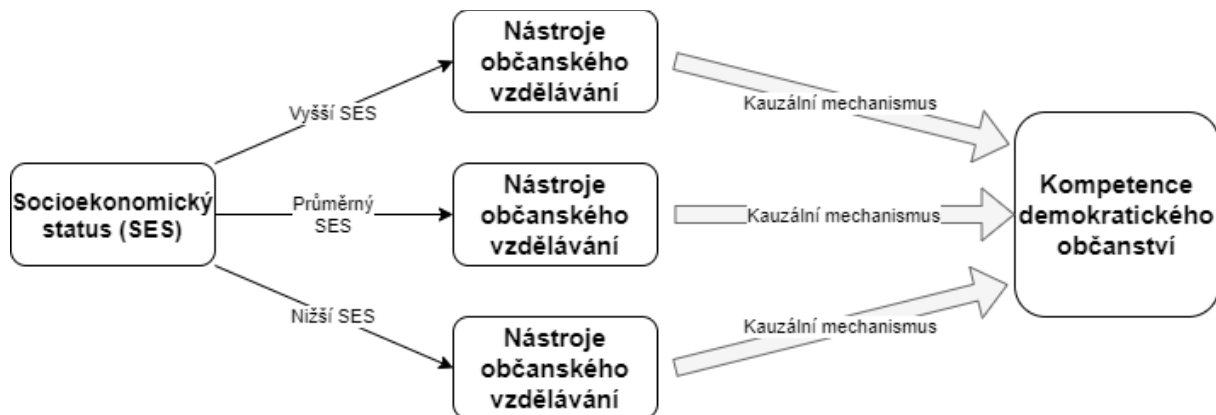 Nástroje
občanského
vzdělávání
Vyšší SES
Kauzální mechanismus
Socioekonomický
status (SES)
Průměrný
SES
Nástroje
občanského
vzdělávání
Kauzální mechanismus
Kompetence
demokratického
občanství
Nižší SES
Nástroje
občanského
vzdělávání
Kauzální mechanismus